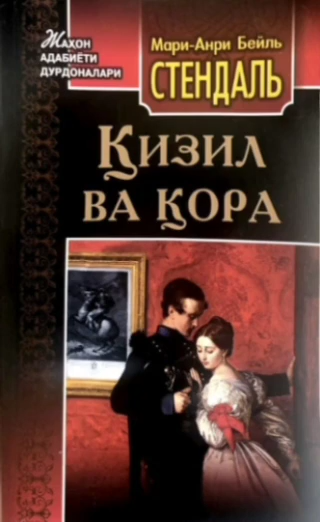 Жаҳон
адабиёти
дурдоналари
Мари-Анри Бейль
СТЕНДАЛЬ
Қизил
ва қора